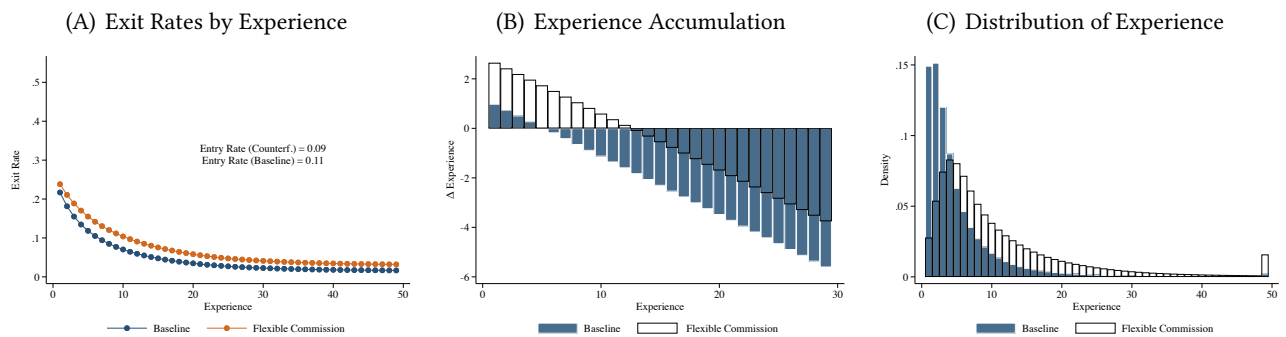 (A) Exit Rates by Experience
.5
.4
.3
.2
.1
0
Exit Rate
Entry Rate (Counterf.) = 0.09
Entry Rate (Baseline) = 0.11
0 10 20 30 40 50
Experience
Baseline Flexible Commission
(B) Experience Accumulation
2
0
-2
-4
-6
Δ Experience
0 10 20 30
Experience
Baseline Flexible Commission
(C) Distribution of Experience
.15
.1
.05
0
Density
0 10 20 30 40 50
Experience
Baseline Flexible Commission